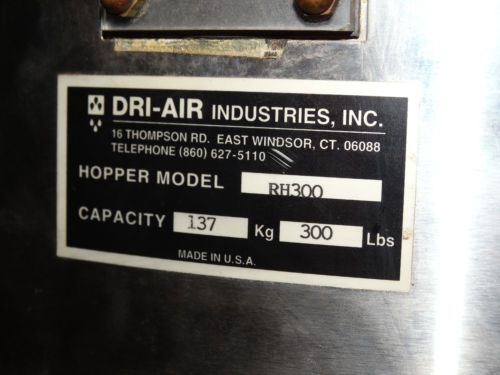 DRI-AIR INDUSTRIES, INC.
16 THOMPSON RD. EAST WINDSOR, CT. 06088
TELEPHONE (860) 627-5110
HOPPER MODEL RH300
CAPACITY 137 Kg 300 Lbs
MADE IN U.S.A.